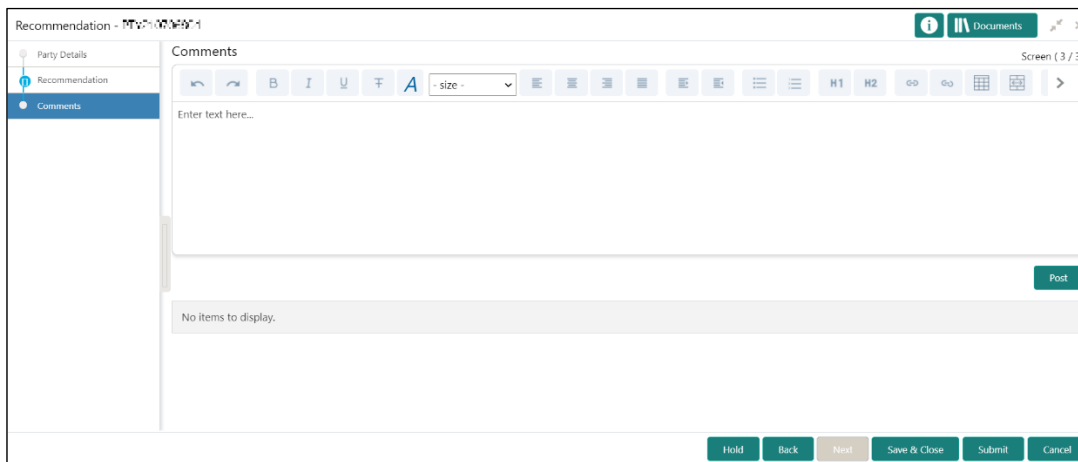 Recommendation -
Documents
Party Details
Recommendation
Comments
Comments
Screen ( 3 / 3
B I U T A - size - H1 H2
Enter text here...
Post
No items to display.
Hold Back Next Save & Close Submit Cancel